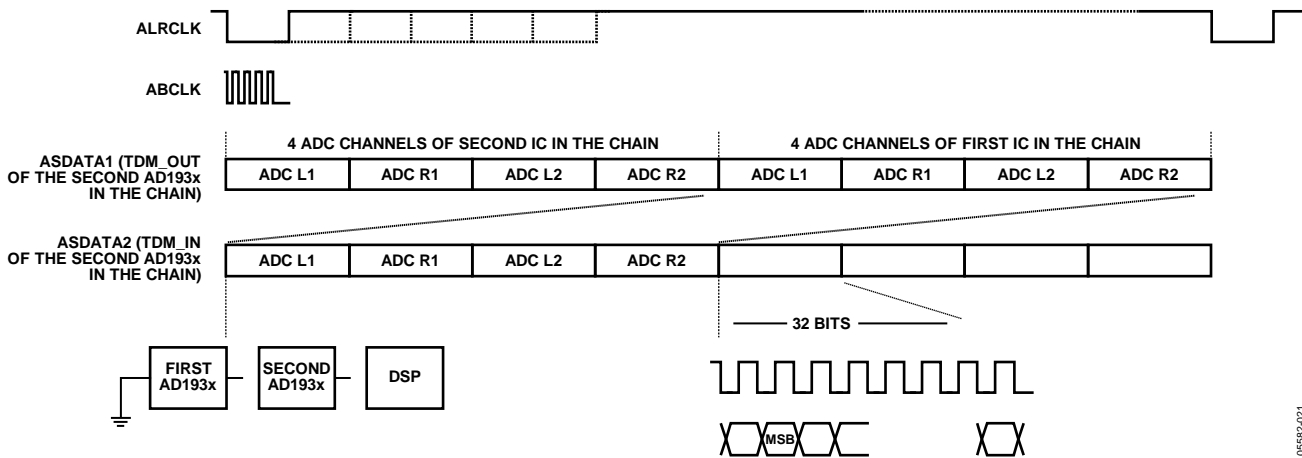 ALRCLK
ABCLK
4 ADC CHANNELS OF SECOND IC IN THE CHAIN
4 ADC CHANNELS OF FIRST IC IN THE CHAIN
ASDATA1 (TDM_OUT
OF THE SECOND AD193x
IN THE CHAIN)
ADC L1
ADC R1
ADC L2
ADC R2
ADC L1
ADC R1
ADC L2
ADC R2
ASDATA2 (TDM_IN
OF THE SECOND AD193x
IN THE CHAIN)
ADC L1
ADC R1
ADC L2
ADC R2
32 BITS
FIRST
AD193x
SECOND
AD193x
DSP
MSB
05582-021